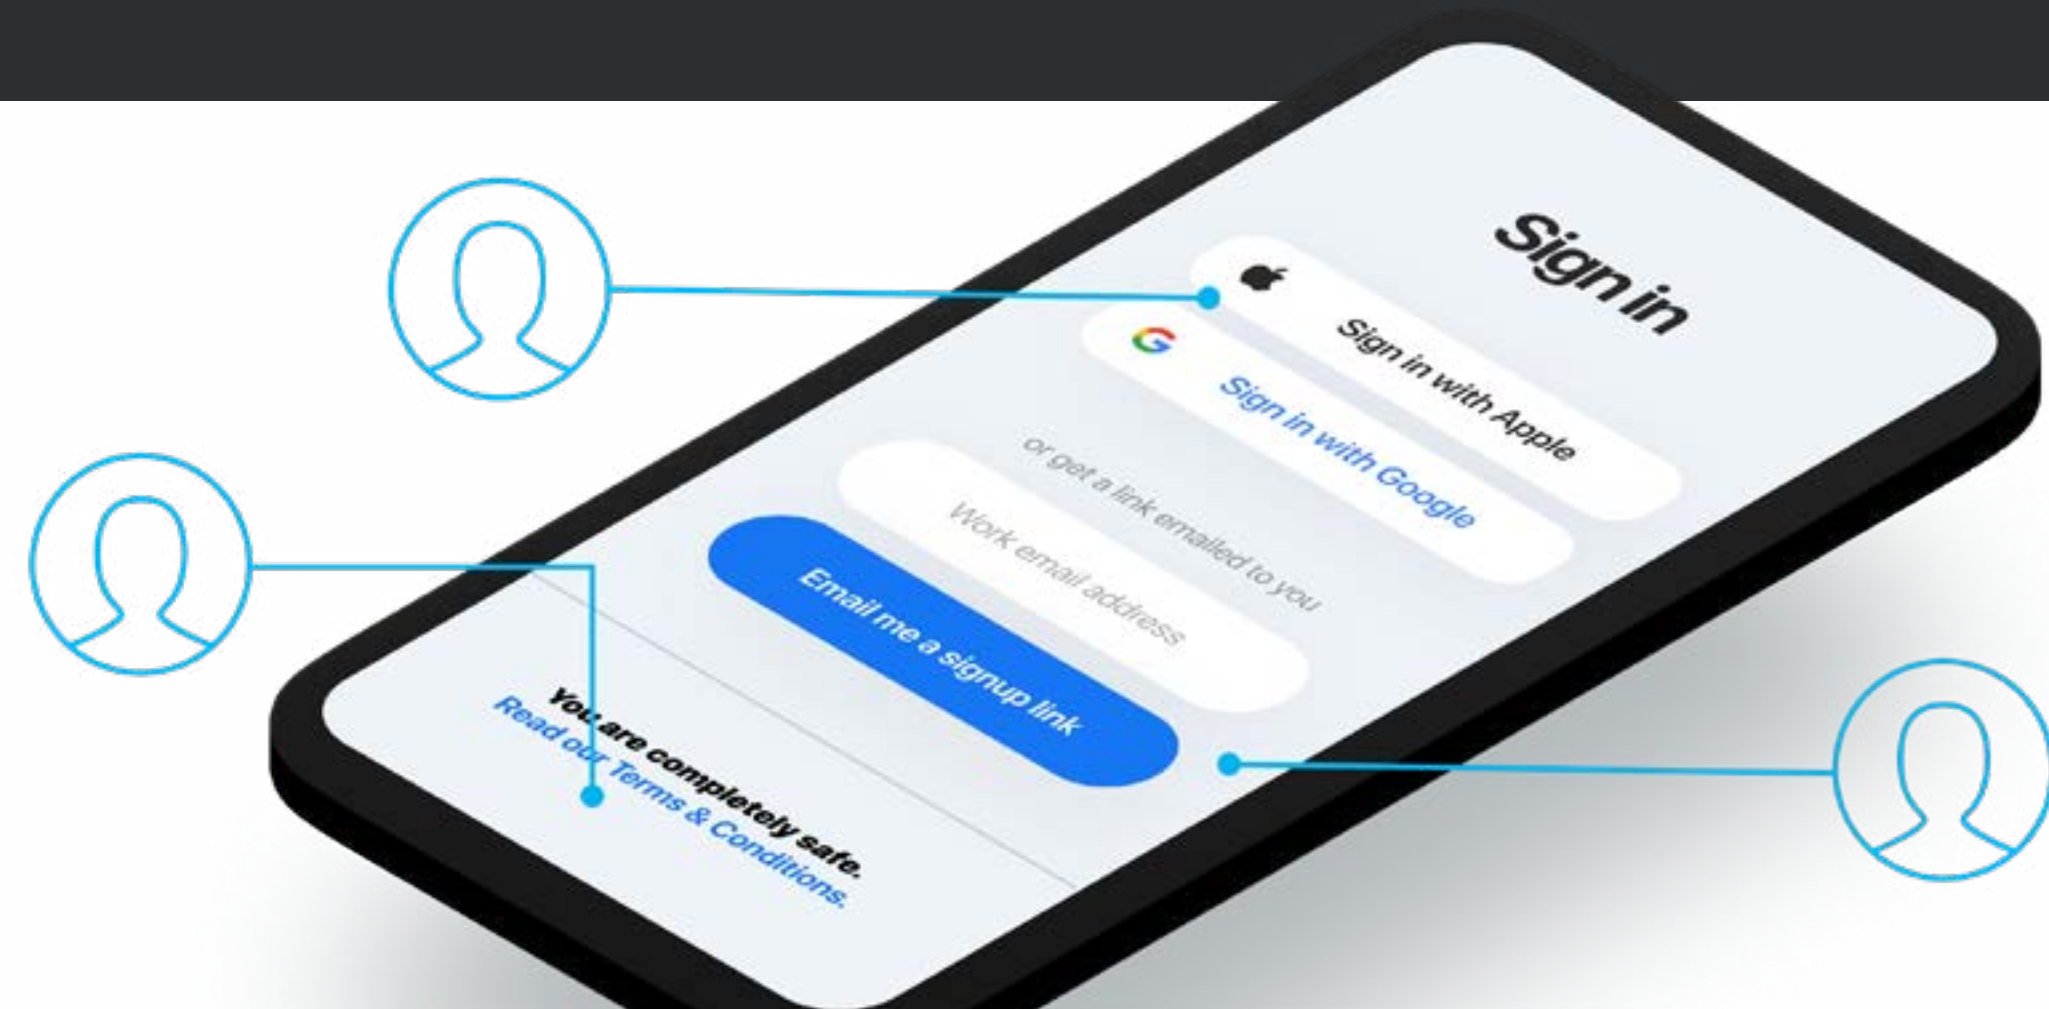 Sign in
Sign in with Apple
Sign in with Google
or get a link emailed to you
Work email address
Email me a signup link
You are completely safe.
Read our Terms & Conditions.